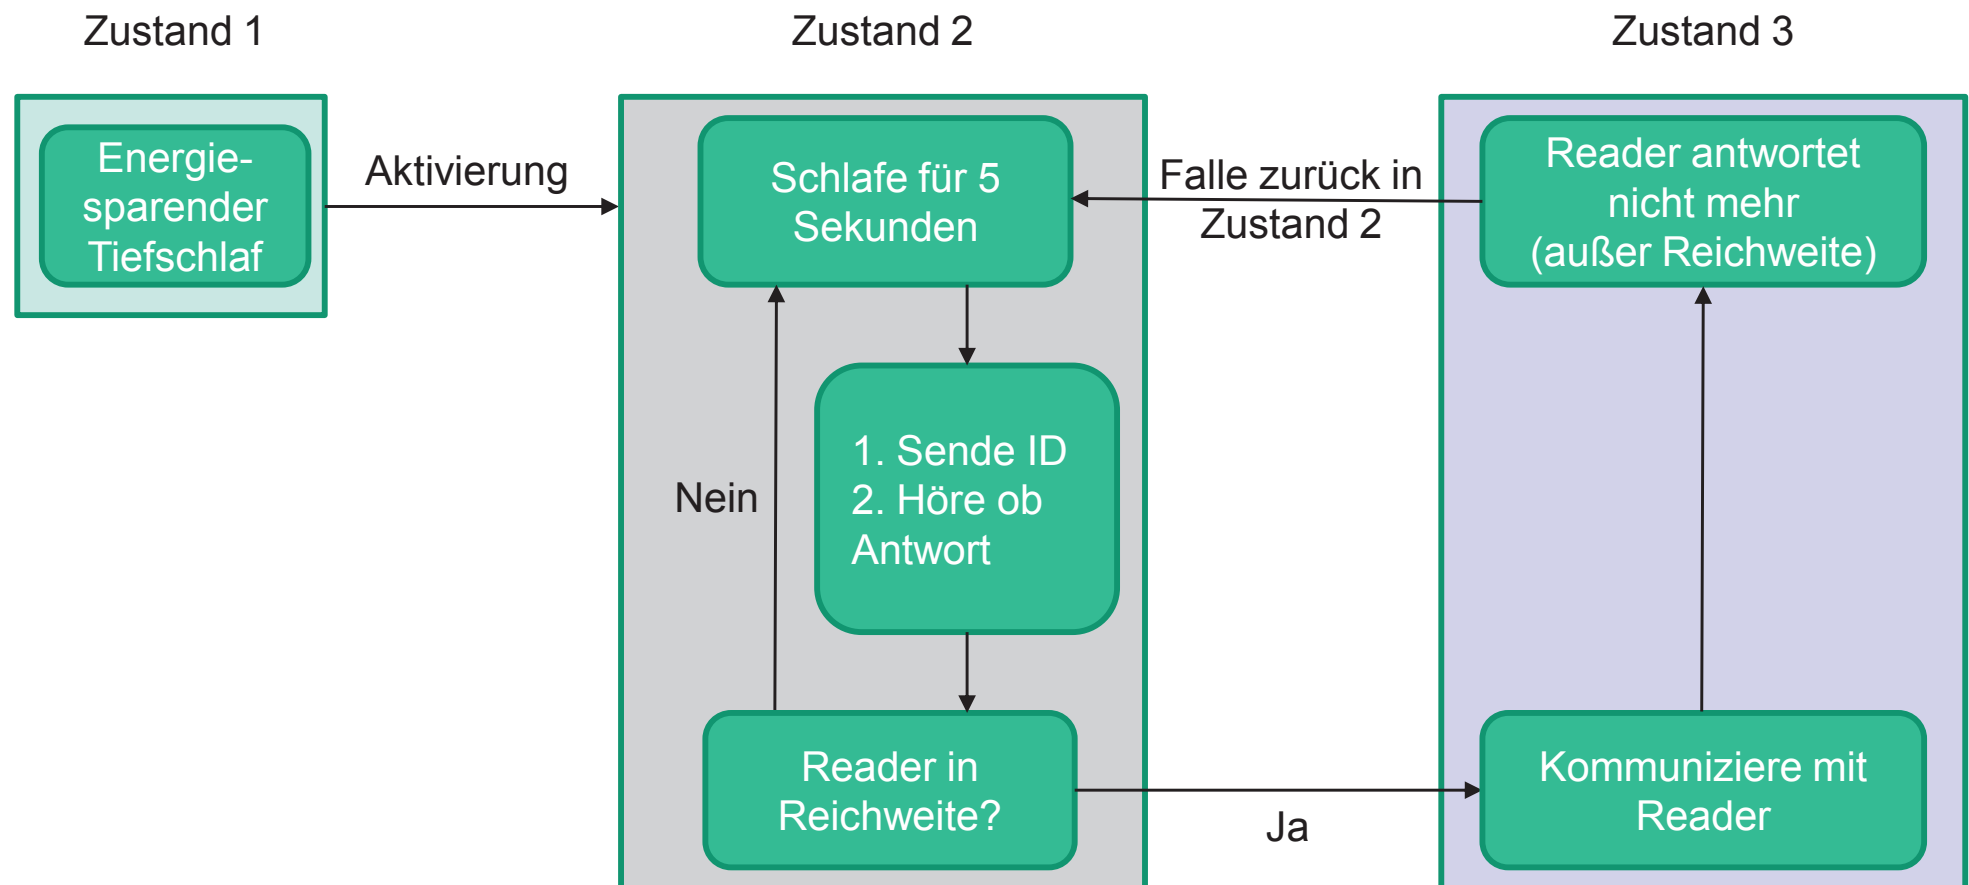 Zustand 1
Zustand 2
Zustand 3
Energie-
sparender
Tiefschlaf
Aktivierung
Schlafe für 5
Sekunden
Falle zurück in
Zustand 2
Reader antwortet
nicht mehr
(außer Reichweite)
1. Sende ID
2. Höre ob
Antwort
Nein
Reader in
Reichweite?
Ja
Kommuniziere mit
Reader